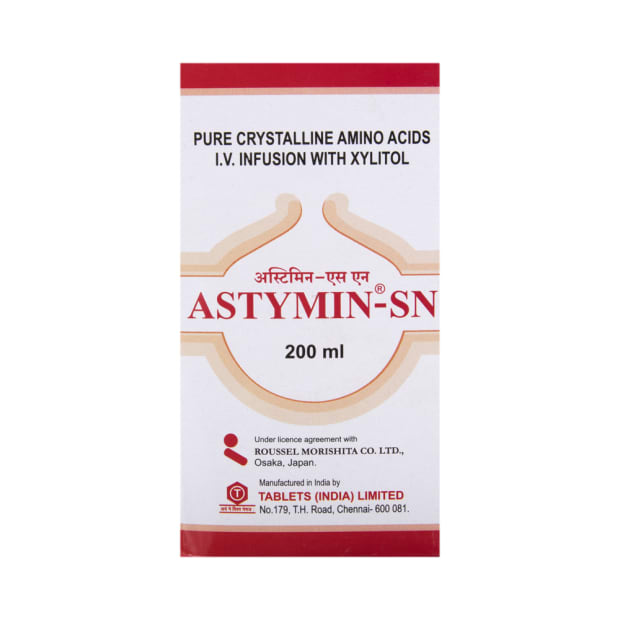 PURE CRYSTALLINE AMINO ACIDS
I.V. INFUSION WITH XYLITOL
अस्टिमिन-एस एन
ASTYMIN®-SN
200 ml
Under licence agreement with
ROUSSEL MORISHITA CO. LTD.,
Osaka, Japan.
Manufactured in India by
TABLETS (INDIA) LIMITED
No.179, T.H. Road, Chennai- 600 081.
T